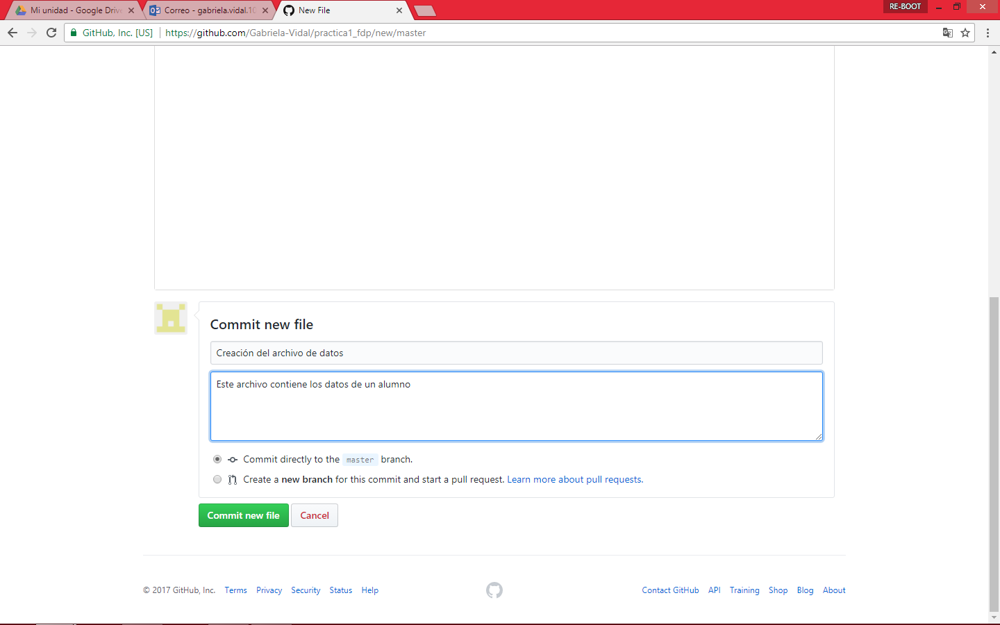 Mi unidad - Google Drive
Correo - gabriela.vidal.10
New File
RE-BOOT
GitHub, Inc. [US]
https://github.com/Gabriela-Vidal/practica1_fdp/new/master
Commit new file
Creación del archivo de datos
Este archivo contiene los datos de un alumno
Commit directly to the master branch.
Create a new branch for this commit and start a pull request. Learn more about pull requests.
Commit new file
Cancel
© 2017 GitHub, Inc. Terms Privacy Security Status Help
Contact GitHub API Training Shop Blog About